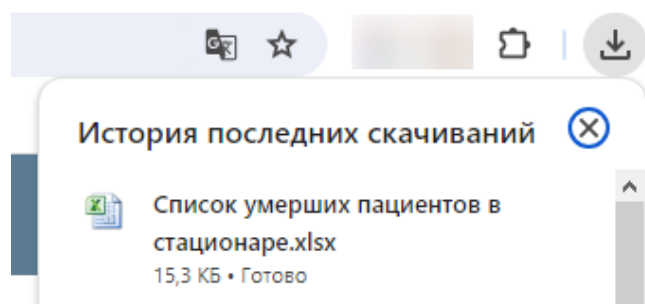 История последних скачиваний
Список умерших пациентов в
стационаре.xlsx
15,3 КБ • Готово